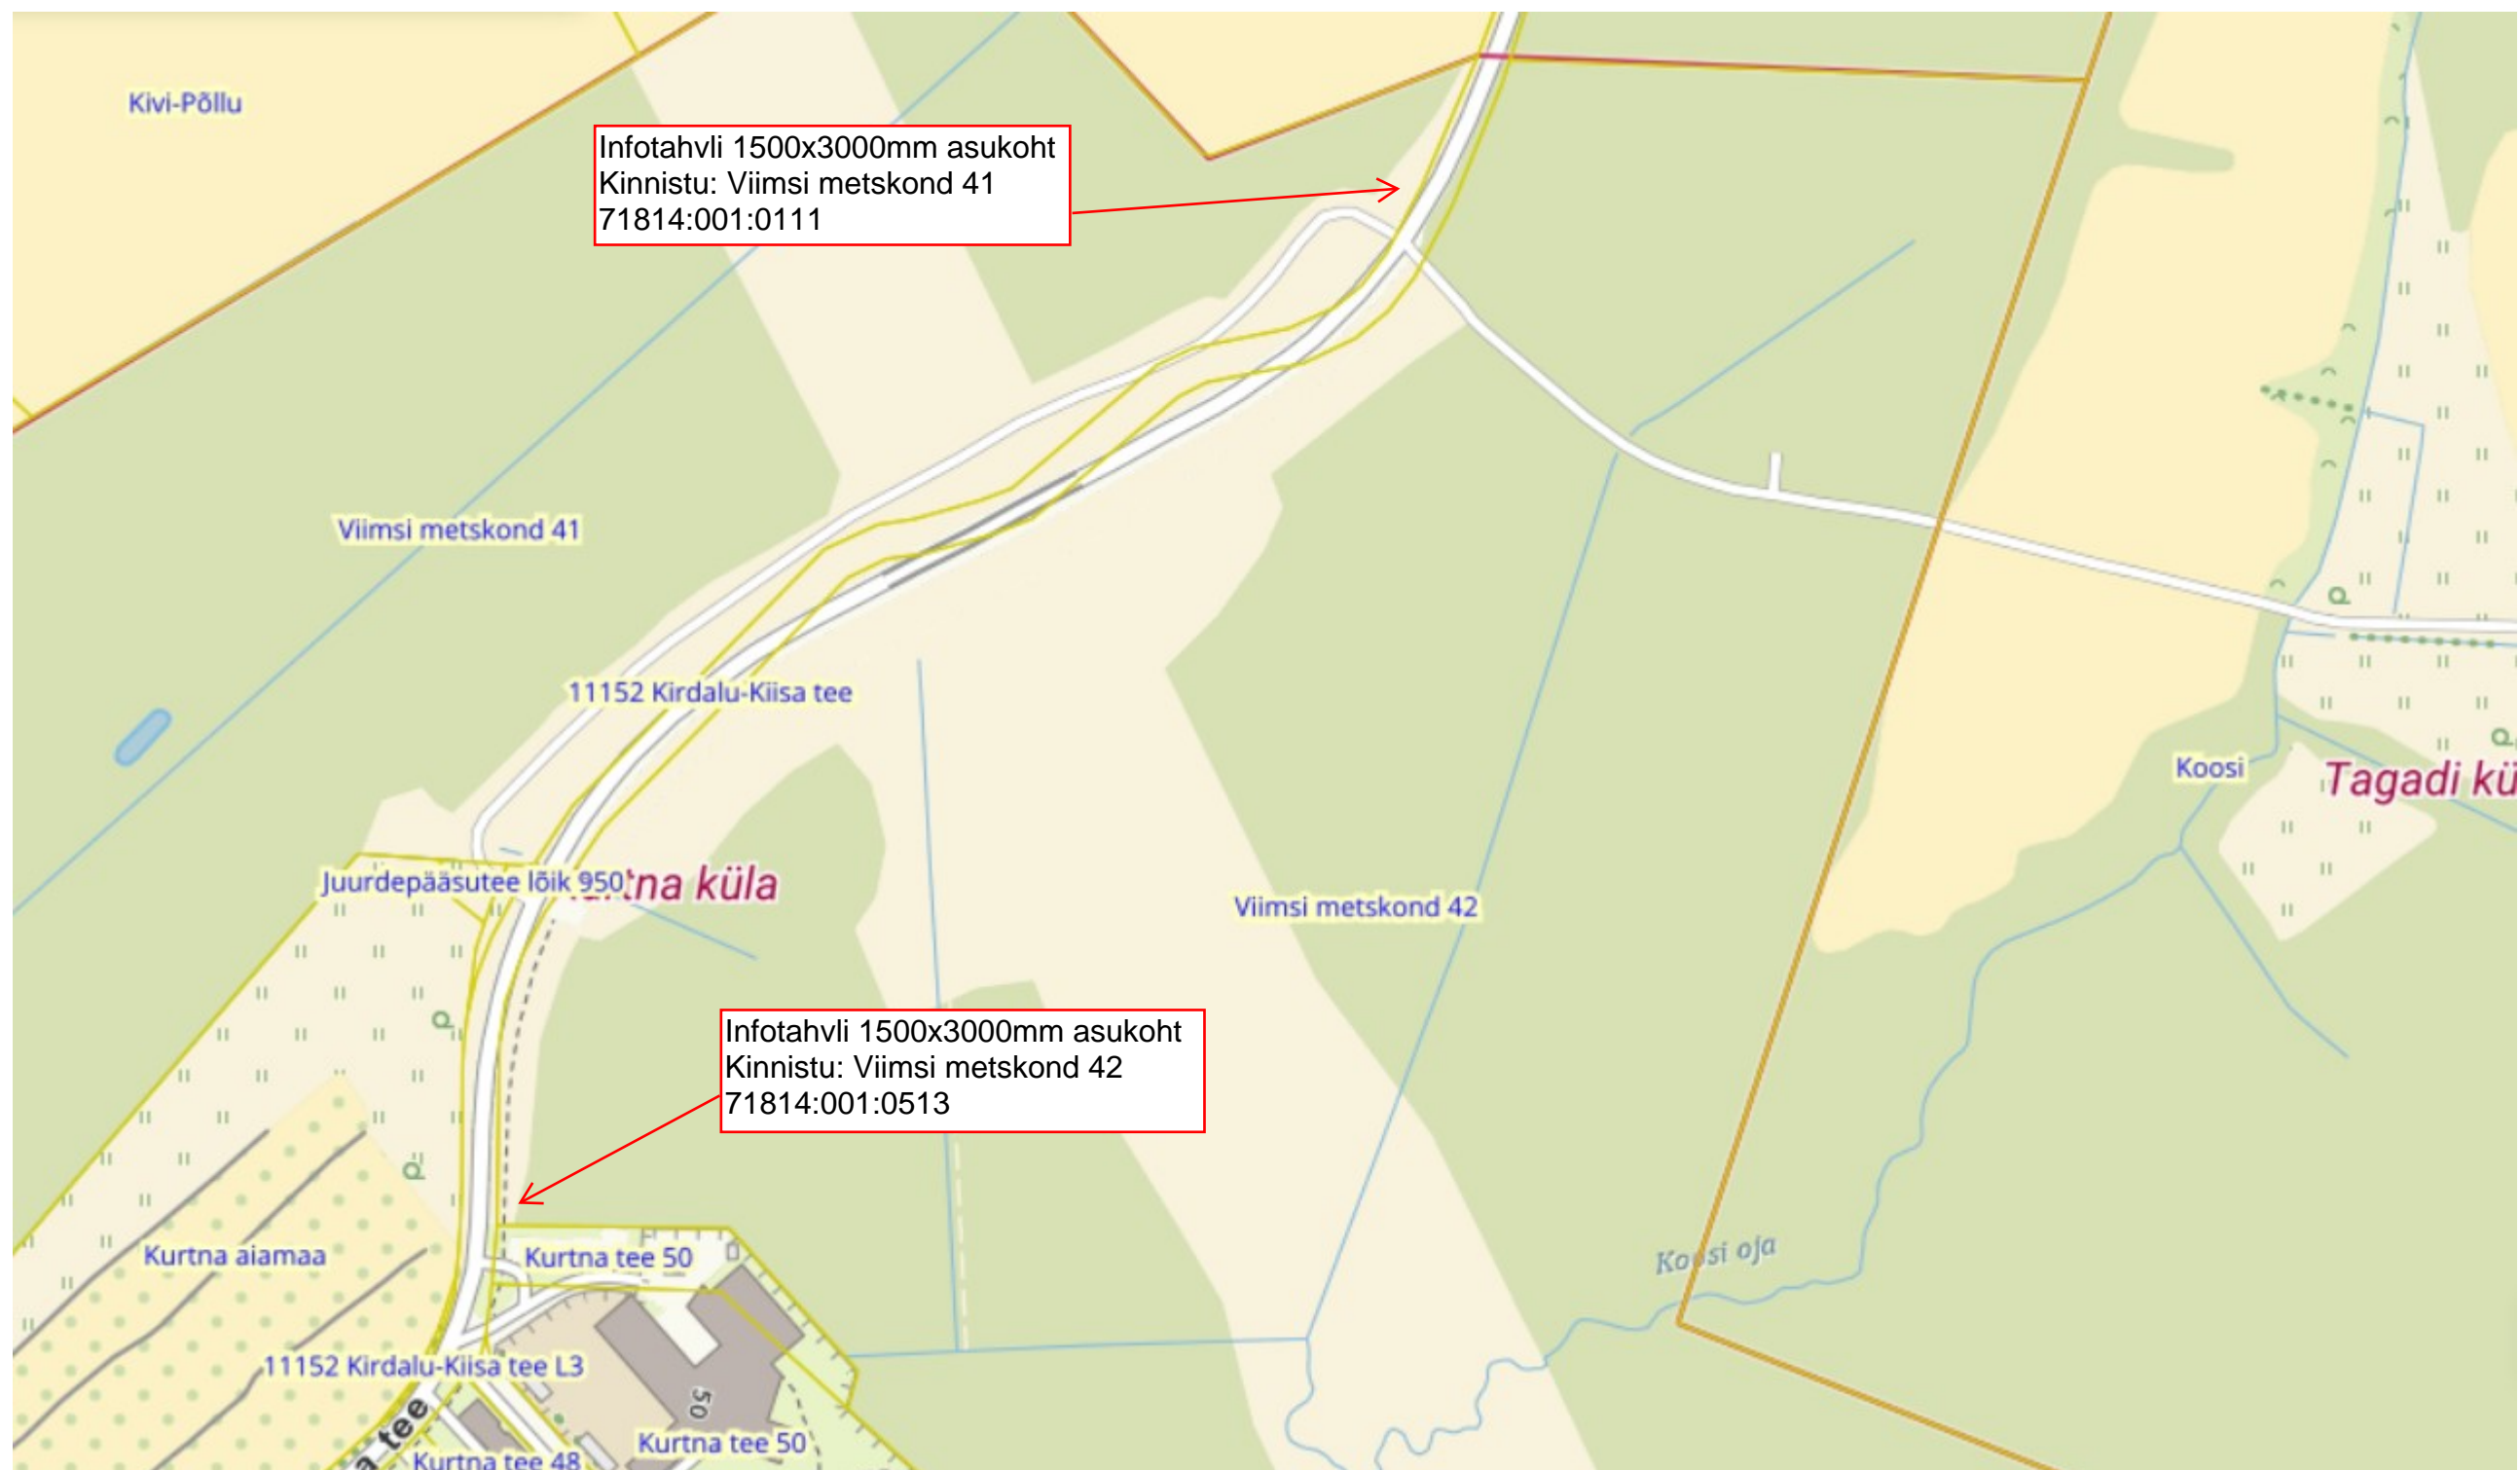 Kivi-Põllu
Infotahvli 1500x3000mm asukoht
Kinnistu: Viimsi metskond 41
71814:001:0111
Viimsi metskond 41
11152 Kirdalu-Kiisa tee
Koosi
Tagadi kü
Juurdepääsutee lõik 950
tna küla
Viimsi metskond 42
Infotahvli 1500x3000mm asukoht
Kinnistu: Viimsi metskond 42
71814:001:0513
Koosi oja
Kurtna aiamaa
Kurtna tee 50
11152 Kirdalu-Kiisa tee L3
50
a tee
Kurtna tee 50
Kurtna tee 48